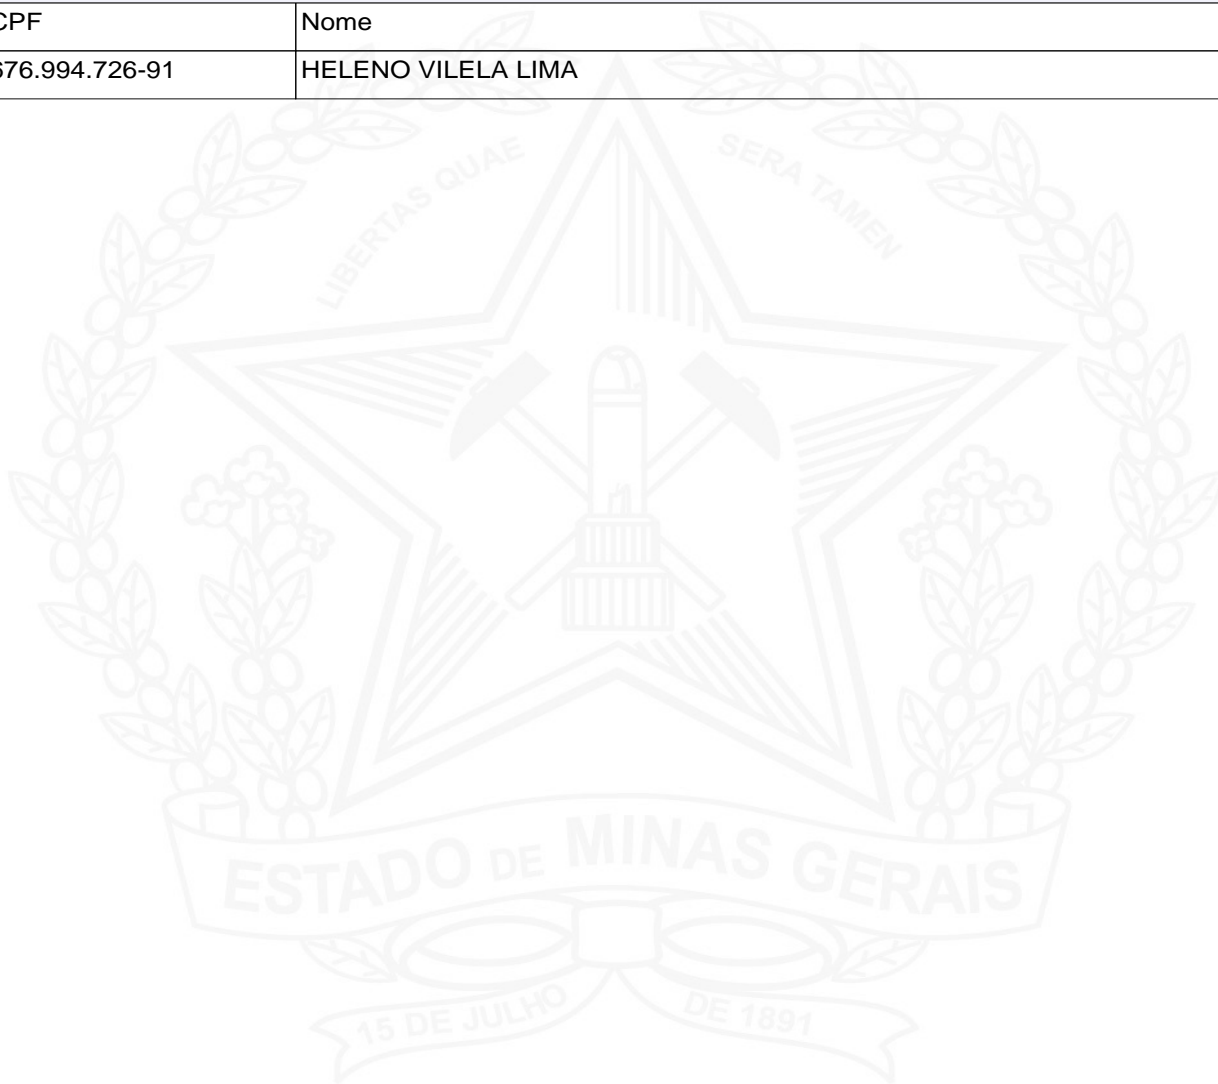 CPF Nome
676.994.726-91 HELENO VILELA LIMA
LIBERTAS QUAE SERA TAMEN
ESTADO DE MINAS GERAIS
15 DE JULHO DE 1891